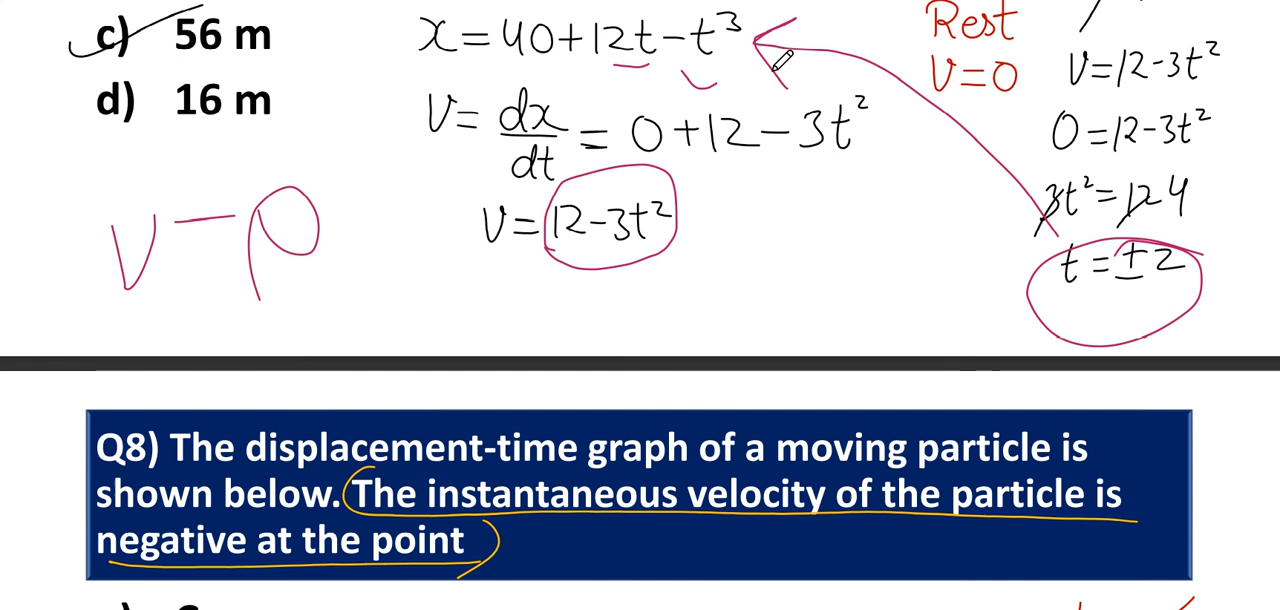 c) 56 m
d) 16 m
x = 40 + 12t - t³
V = dx/dt = 0 + 12 - 3t²
V = 12 - 3t²
V - P
Rest
V = 0
V = 12 - 3t²
0 = 12 - 3t²
3t² = 12 4
t = ± 2
Q8) The displacement-time graph of a moving particle is
shown below. The instantaneous velocity of the particle is
negative at the point